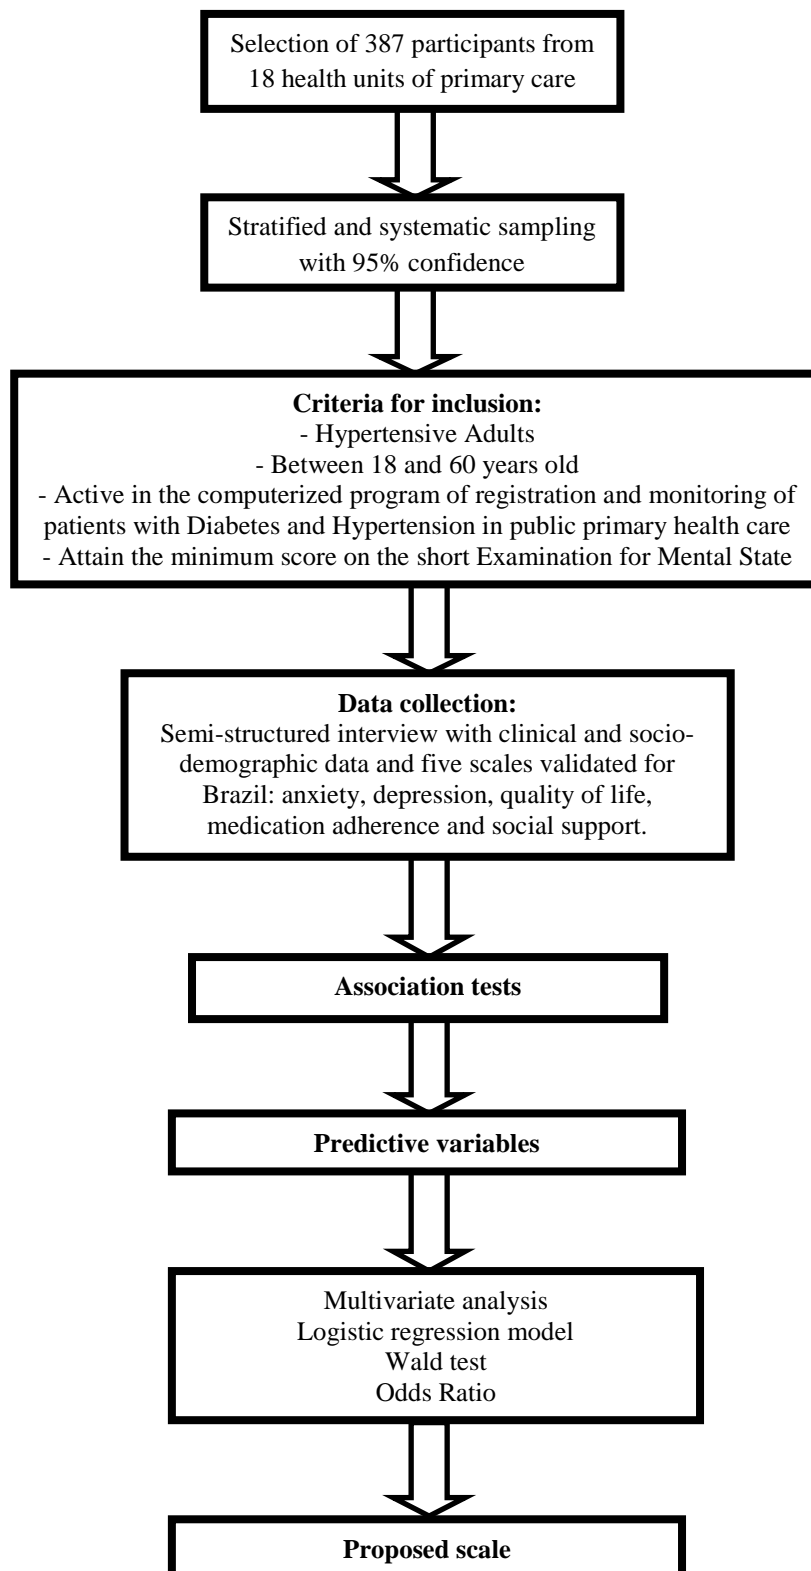 Selection of 387 participants from
18 health units of primary care
Stratified and systematic sampling
with 95% confidence
Criteria for inclusion:
- Hypertensive Adults
- Between 18 and 60 years old
- Active in the computerized program of registration and monitoring of
patients with Diabetes and Hypertension in public primary health care
- Attain the minimum score on the short Examination for Mental State
Data collection:
Semi-structured interview with clinical and socio-
demographic data and five scales validated for
Brazil: anxiety, depression, quality of life,
medication adherence and social support.
Association tests
Predictive variables
Multivariate analysis
Logistic regression model
Wald test
Odds Ratio
Proposed scale